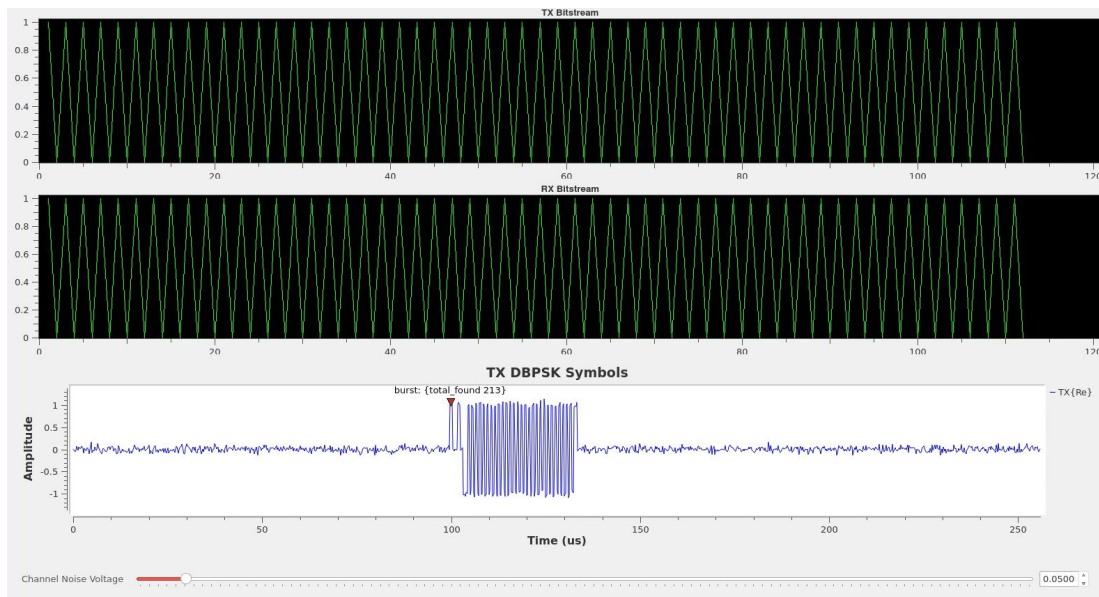 TX Bitstream
1
0.8
0.6
0.4
0.2
0
0 20 40 60 80 100 120
RX Bitstream
1
0.8
0.6
0.4
0.2
0
0 20 40 60 80 100 120
TX DBPSK Symbols
burst: {total_found 213}
TX{Re}
Amplitude
1
0.5
0
-0.5
-1
0 50 100 150 200 250
Time (us)
Channel Noise Voltage 0.0500